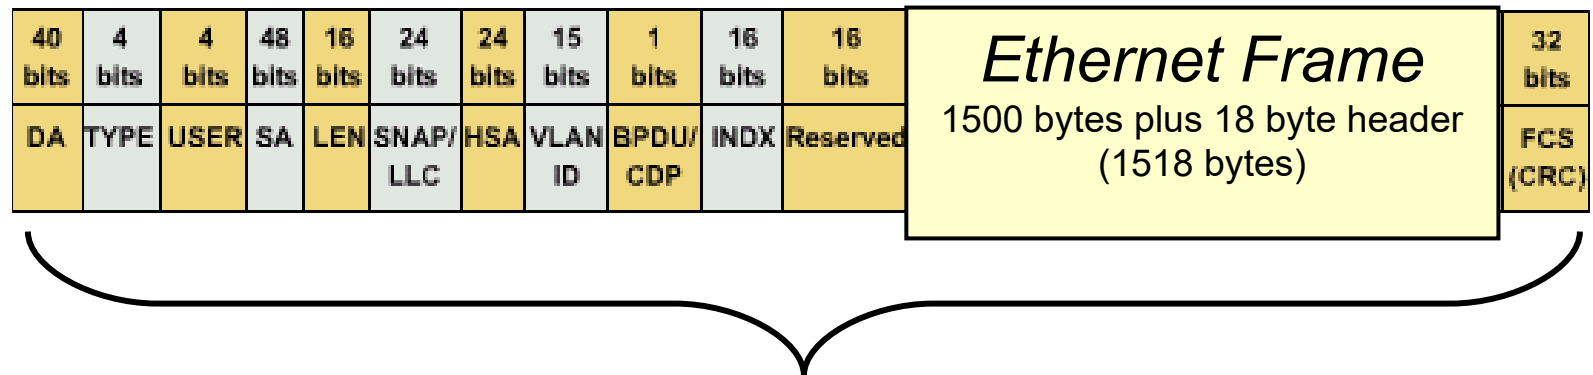 40 bits
4 bits
4 bits
48 bits
16 bits
24 bits
24 bits
15 bits
1 bits
16 bits
16 bits
Ethernet Frame
1500 bytes plus 18 byte header
(1518 bytes)
32 bits
DA
TYPE
USER
SA
LEN
SNAP/
LLC
HSA
VLAN
ID
BPDU/
CDP
INDX
Reserved
FCS
(CRC)